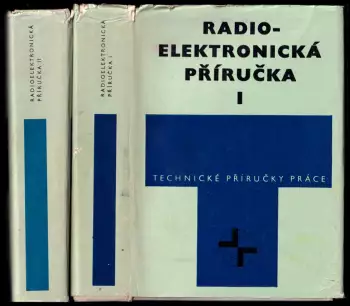 RADIOELEKTRONICKÁ
PŘÍRUČKA II
RADIOELEKTRONICKÁ
PŘÍRUČKA I
RADIO-
ELEKTRONICKÁ
PŘÍRUČKA
I
TECHNICKÉ PŘÍRUČKY PRÁCE